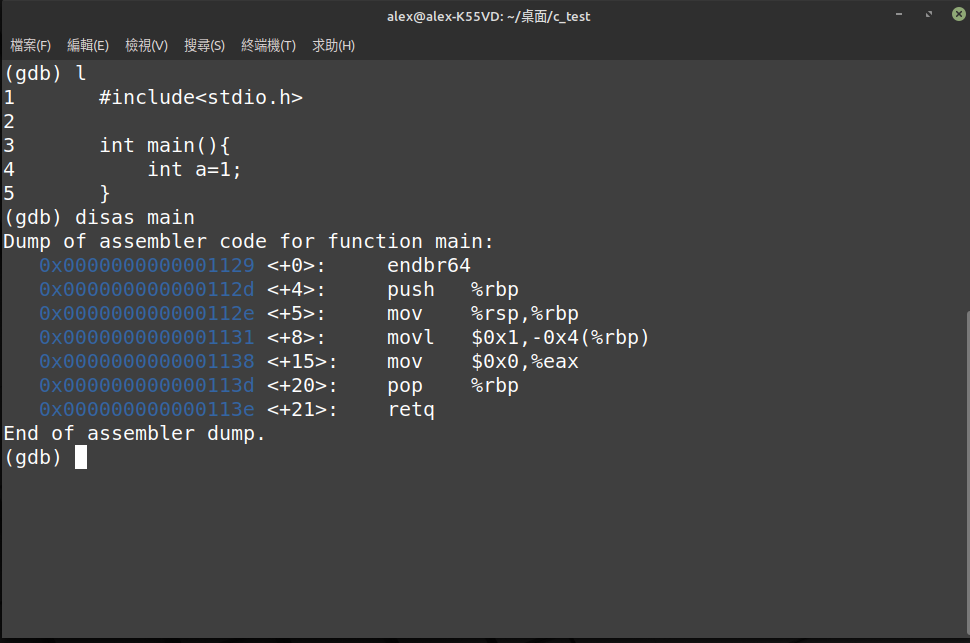 alex@alex-K55VD: ~/桌面/c_test
檔案(F) 編輯(E) 檢視(V) 搜尋(S) 終端機(T) 求助(H)
(gdb) l
1       #include<stdio.h>
2
3       int main(){
4           int a=1;
5       }
(gdb) disas main
Dump of assembler code for function main:
   0x0000000000001129 <+0>:     endbr64
   0x000000000000112d <+4>:     push   %rbp
   0x000000000000112e <+5>:     mov    %rsp,%rbp
   0x0000000000001131 <+8>:     movl   $0x1,-0x4(%rbp)
   0x0000000000001138 <+15>:    mov    $0x0,%eax
   0x000000000000113d <+20>:    pop    %rbp
   0x000000000000113e <+21>:    retq
End of assembler dump.
(gdb)